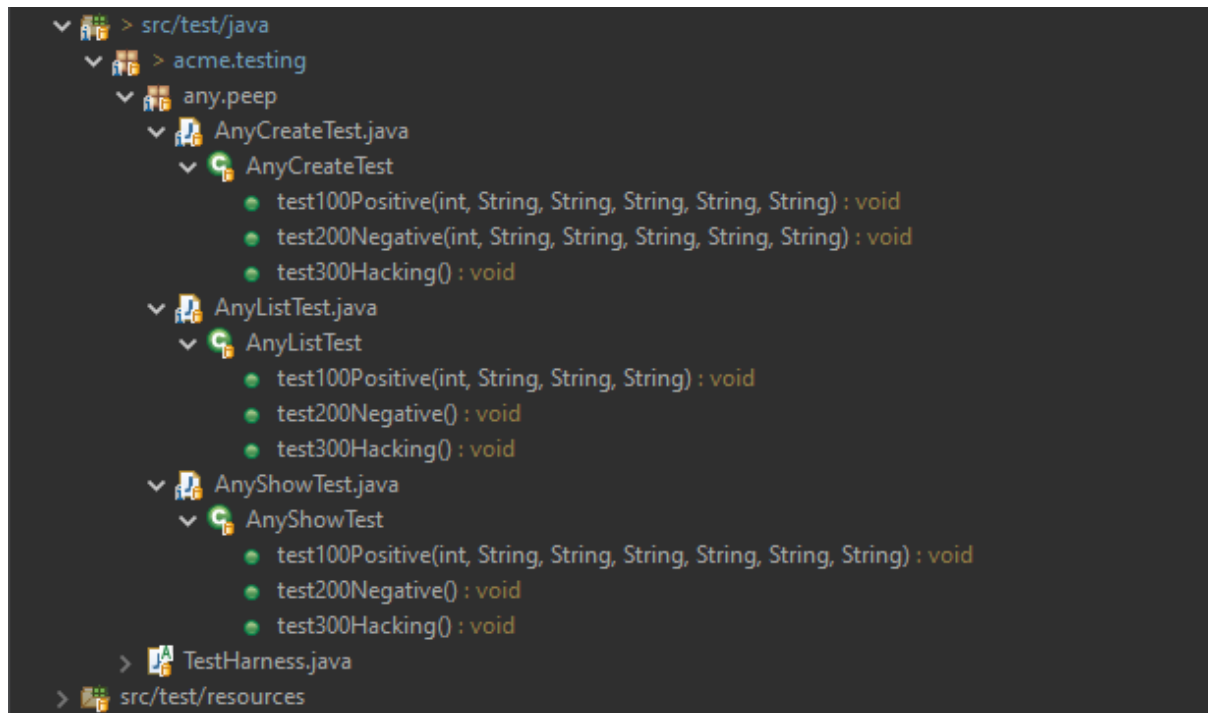 > src/test/java
> acme.testing
any.peep
AnyCreateTest.java
AnyCreateTest
test100Positive(int, String, String, String, String, String) : void
test200Negative(int, String, String, String, String, String) : void
test300Hacking() : void
AnyListTest.java
AnyListTest
test100Positive(int, String, String, String) : void
test200Negative() : void
test300Hacking() : void
AnyShowTest.java
AnyShowTest
test100Positive(int, String, String, String, String, String, String) : void
test200Negative() : void
test300Hacking() : void
TestHarness.java
src/test/resources